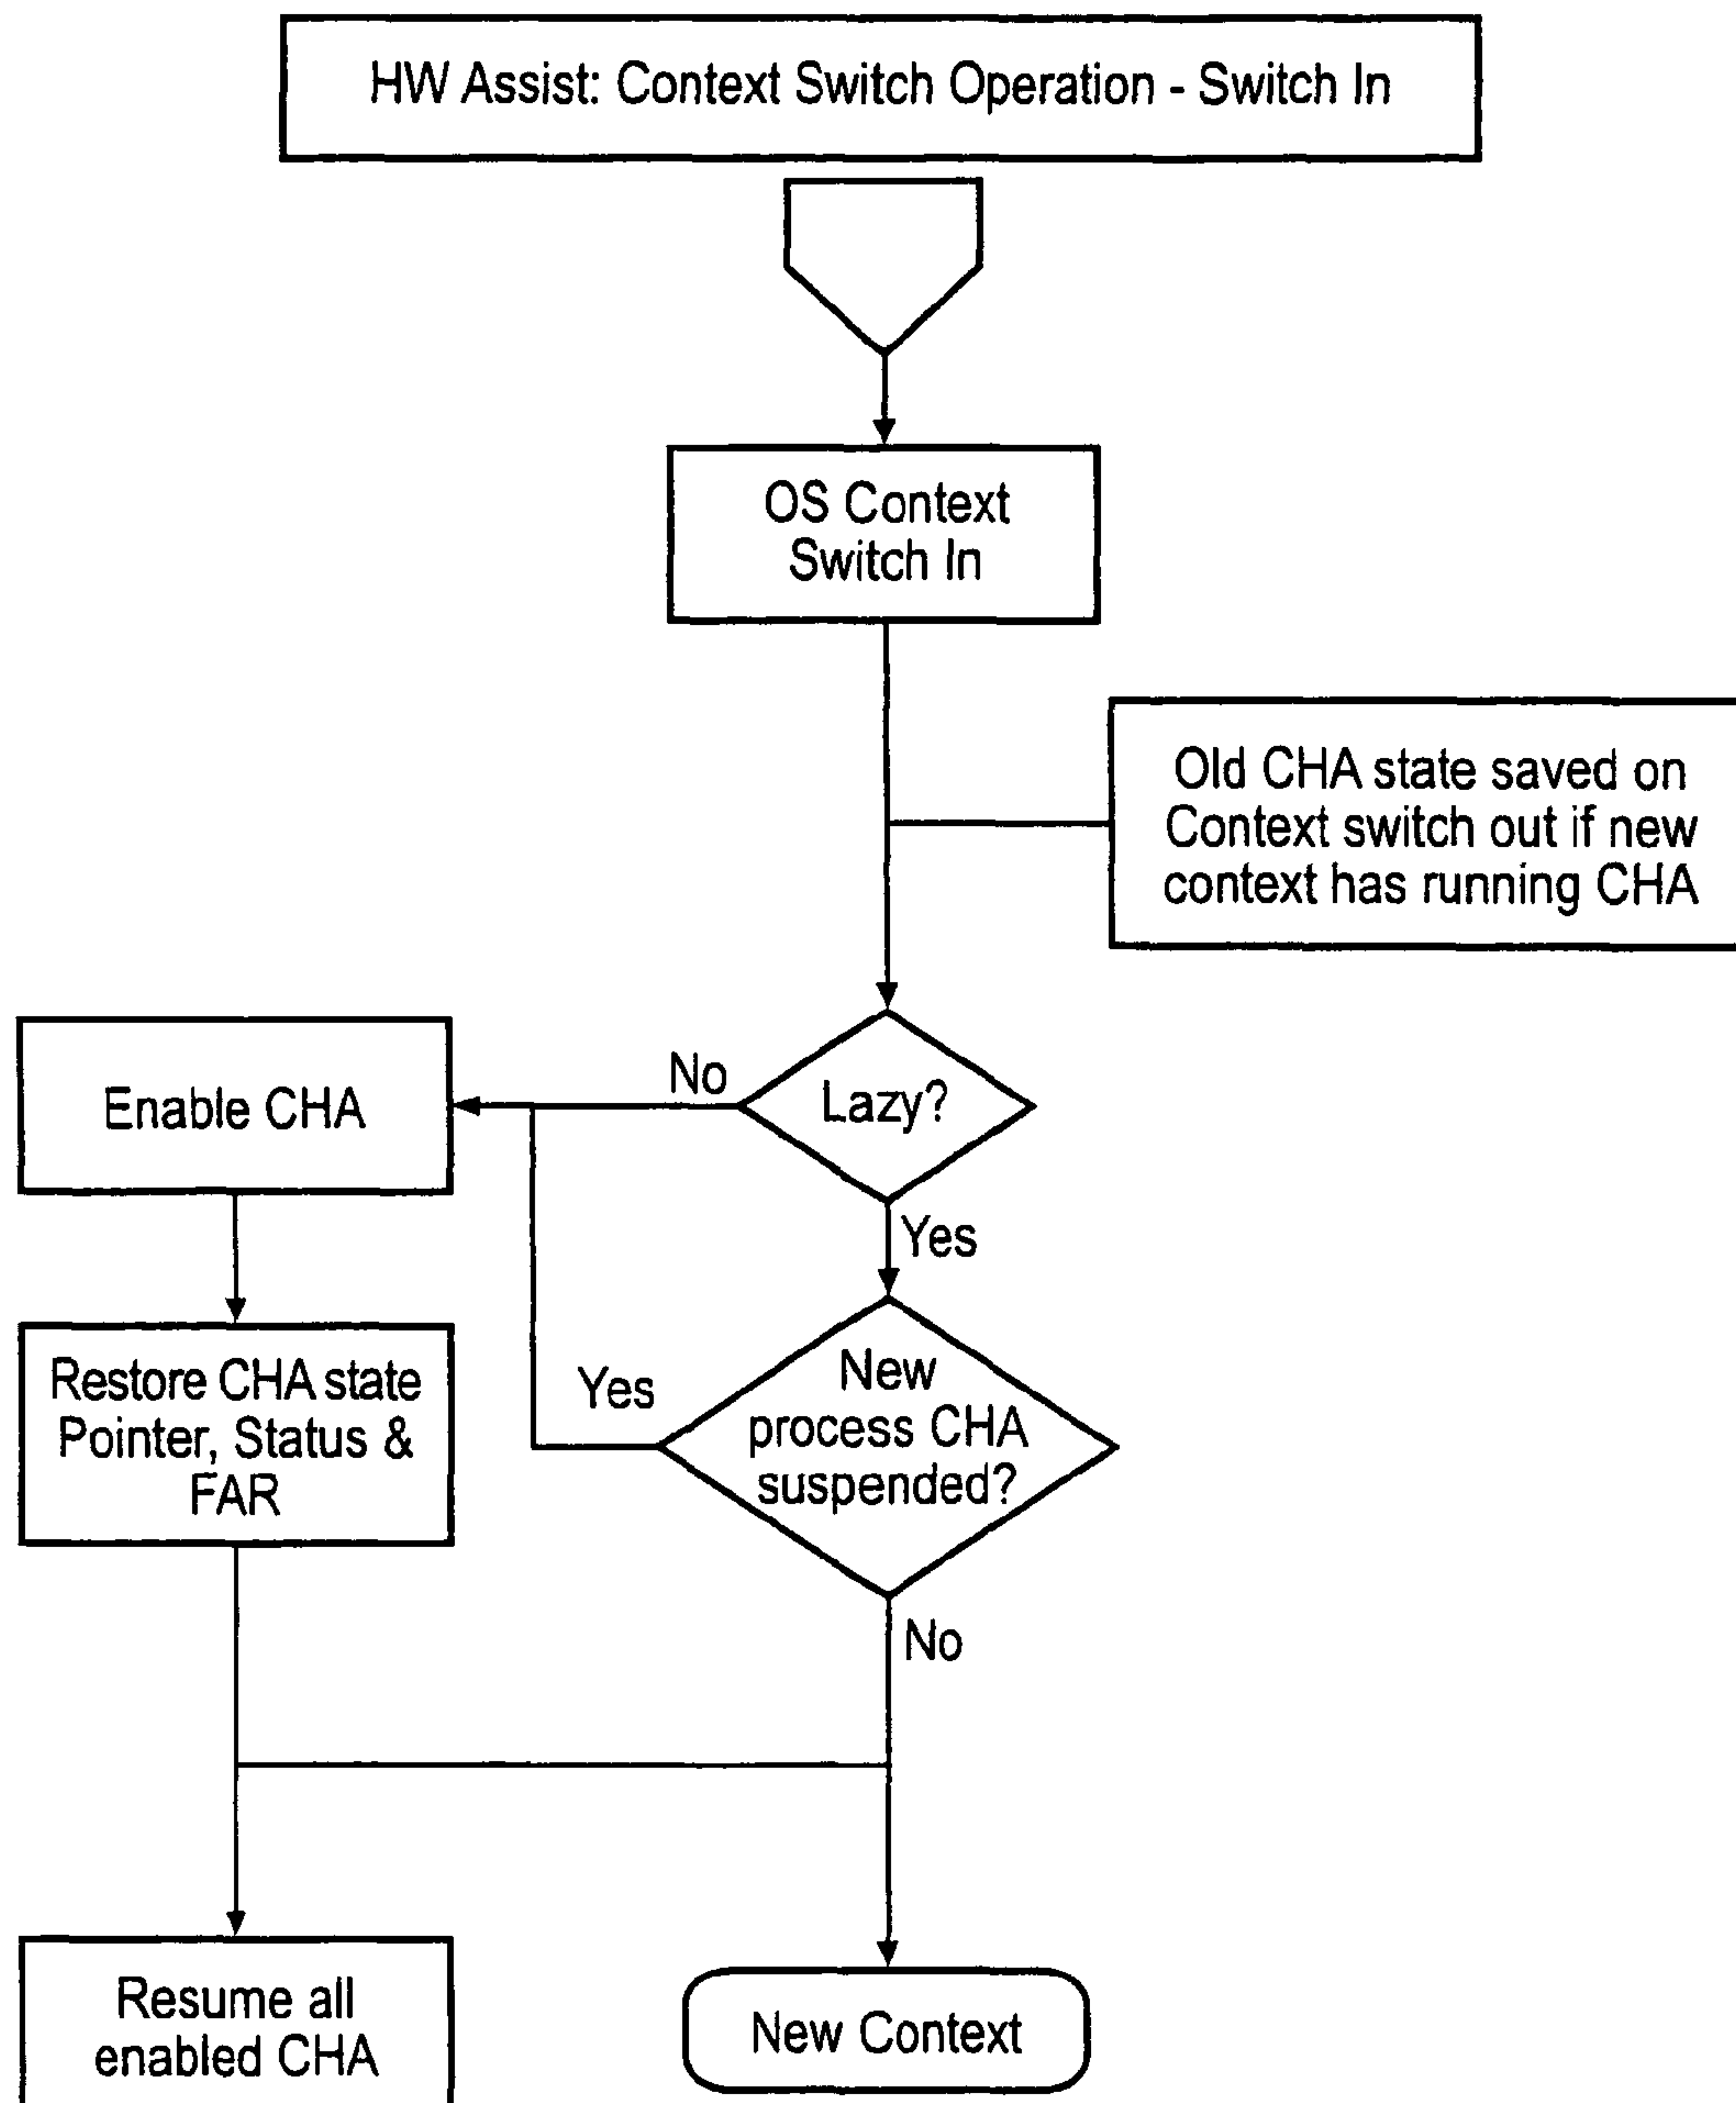 HW Assist: Context Switch Operation - Switch In
OS Context
Switch In
Old CHA state saved on
Context switch out if new
context has running CHA
No
Lazy?
Enable CHA
Yes
Restore CHA state
Pointer, Status &
FAR
Yes
New
process CHA
suspended?
No
Resume all
enabled CHA
New Context